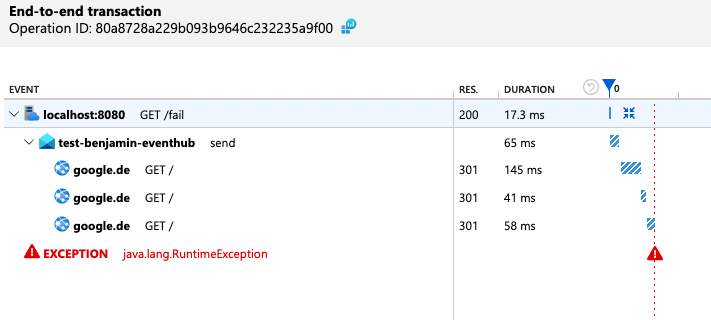 End-to-end transaction
Operation ID: 80a8728a229b093b9646c232235a9f00
EVENT RES. DURATION 0
localhost:8080 GET /fail 200 17.3 ms
test-benjamin-eventhub send 65 ms
google.de GET / 301 145 ms
google.de GET / 301 41 ms
google.de GET / 301 58 ms
EXCEPTION java.lang.RuntimeException